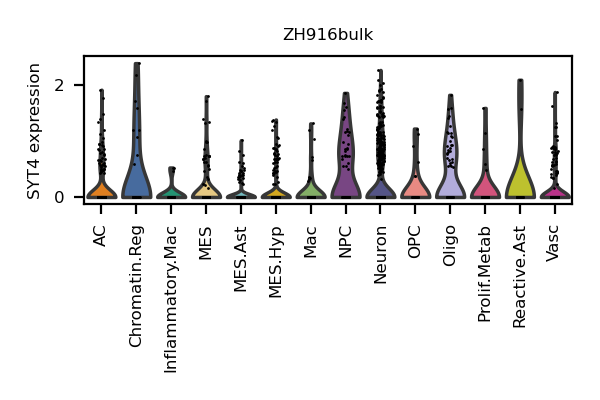 ZH916bulk
SYT4 expression
2
0
AC
Chromatin.Reg
Inflammatory.Mac
MES
MES.Ast
MES.Hyp
Mac
NPC
Neuron
OPC
Oligo
Prolif.Metab
Reactive.Ast
Vasc